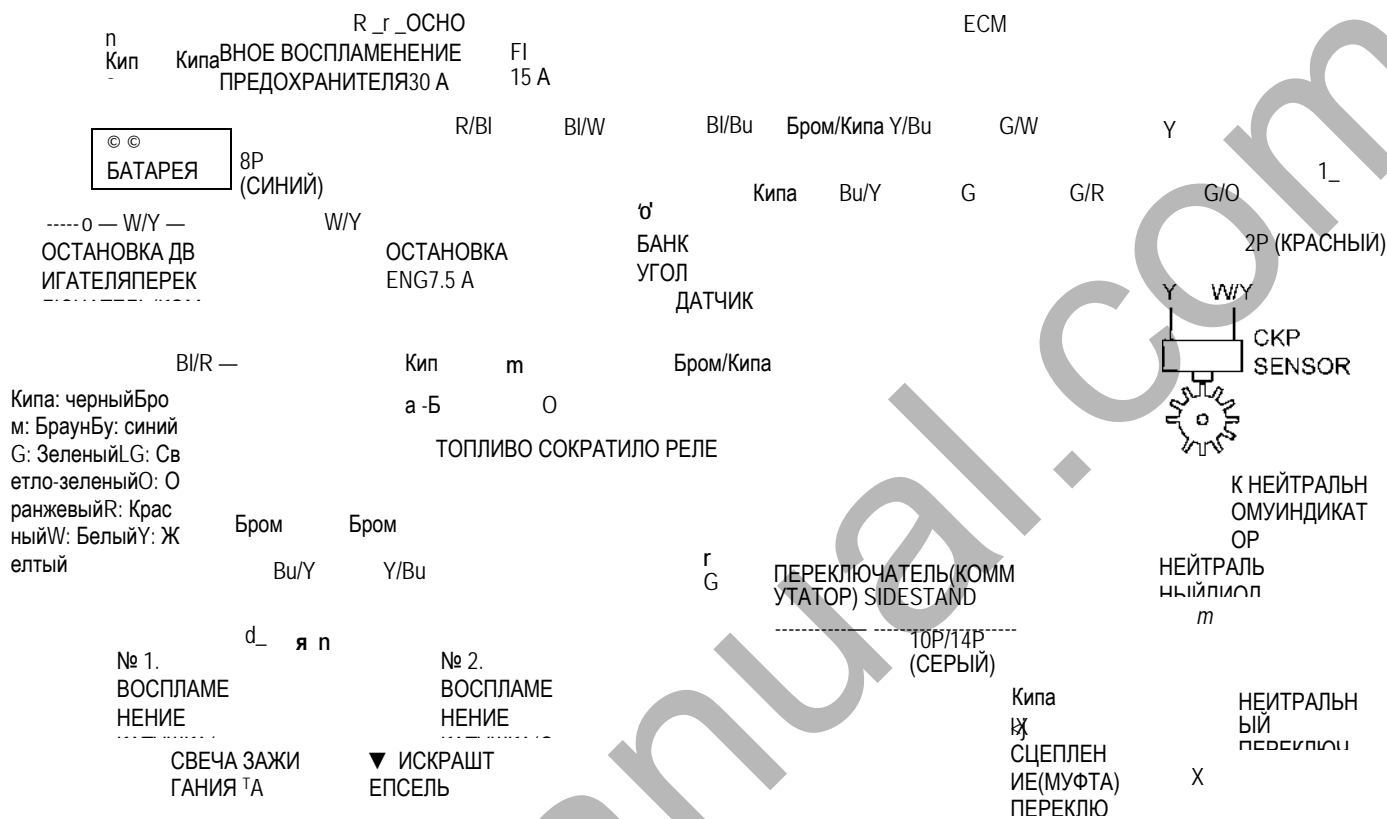 R _r _ОСНО
ECM
n
Кип
Кипа
ВНОЕ ВОСПЛАМЕНЕНИЕ
FI
ПРЕДОХРАНИТЕЛЯ30 A
15 A
R/Bl
Bl/W
Bl/Bu
Бром/Кипа Y/Bu
G/W
Y
© ©
БАТАРЕЯ
8P
(СИНИЙ)
1_
Кипа
Bu/Y
G
G/R
G/O
-----o — W/Y —
W/Y
'o'
ОСТАНОВКА ДВ
ИГАТЕЛЯПЕРЕК
ОСТАНОВКА
ENG7.5 A
БАНК
УГОЛ
ДАТЧИК
2P (КРАСНЫЙ)
Y W/Y
CKP
SENSOR
Bl/R —
Кип
m
Бром/Кипа
а -Б
O
Кипа: черныйБро
м: БраунБу: синий
G: ЗеленыйLG: Св
етло-зеленыйO: О
ранжевыйR: Крас
ныйW: БелыйY: Ж
елтый
ТОПЛИВО СОКРАТИЛО РЕЛЕ
К НЕЙТРАЛЬН
ОМУИНДИКАТ
ОР
Бром
Бром
Bu/Y
Y/Bu
r
G
ПЕРЕКЛЮЧАТЕЛЬ(КОММ
УТАТОР) SIDESTAND
НЕЙТРАЛЬ
m
10P/14P
(СЕРЫЙ)
d_
я n
№ 1.
ВОСПЛАМЕ
НЕНИЕ
№ 2.
ВОСПЛАМЕ
НЕНИЕ
СВЕЧА ЗАЖИ
ГАНИЯ ᵀА
▼ ИСКРАШТ
ЕПСЕЛЬ
Кипа
СЦЕПЛЕН
ИЕ(МУФТА)
ПЕРЕКЛЮ
НЕИТРАЛЬН
ЫЙ
X